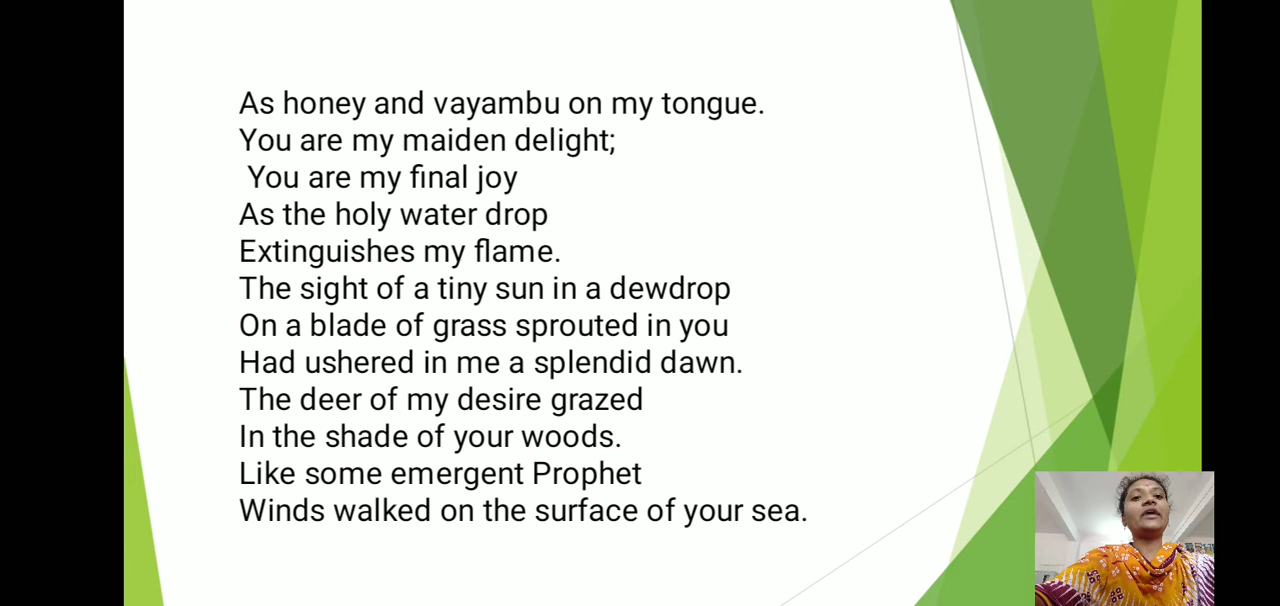 As honey and vayambu on my tongue.
You are my maiden delight;
You are my final joy
As the holy water drop
Extinguishes my flame.
The sight of a tiny sun in a dewdrop
On a blade of grass sprouted in you
Had ushered in me a splendid dawn.
The deer of my desire grazed
In the shade of your woods.
Like some emergent Prophet
Winds walked on the surface of your sea.